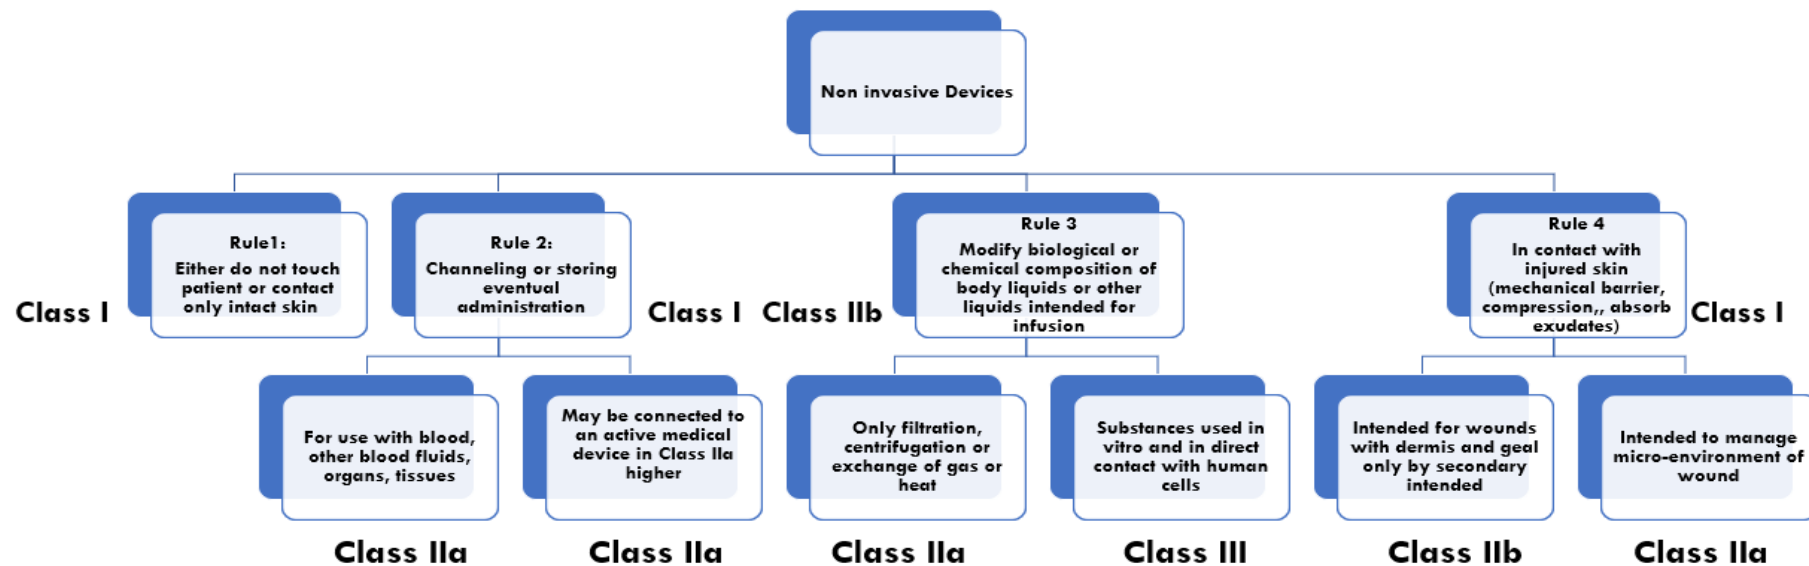 Non invasive Devices
Rule1:
Either do not touch
patient or contact
only intact skin
Class I
Rule 2:
Channeling or storing
eventual
administration
Class I
Rule 3
Modify biological or
chemical composition of
body liquids or other
liquids intended for
infusion
Class IIb
Rule 4
In contact with
injured skin
(mechanical barrier,
compression,, absorb
exudates)
Class I
For use with blood,
other blood fluids,
organs, tissues
Class IIa
May be connected to
an active medical
device in Class IIa
higher
Class IIa
Only filtration,
centrifugation or
exchange of gas or
heat
Class IIa
Substances used in
vitro and in direct
contact with human
cells
Class III
Intended for wounds
with dermis and geal
only by secondary
intended
Class IIb
Intended to manage
micro-environment of
wound
Class IIa